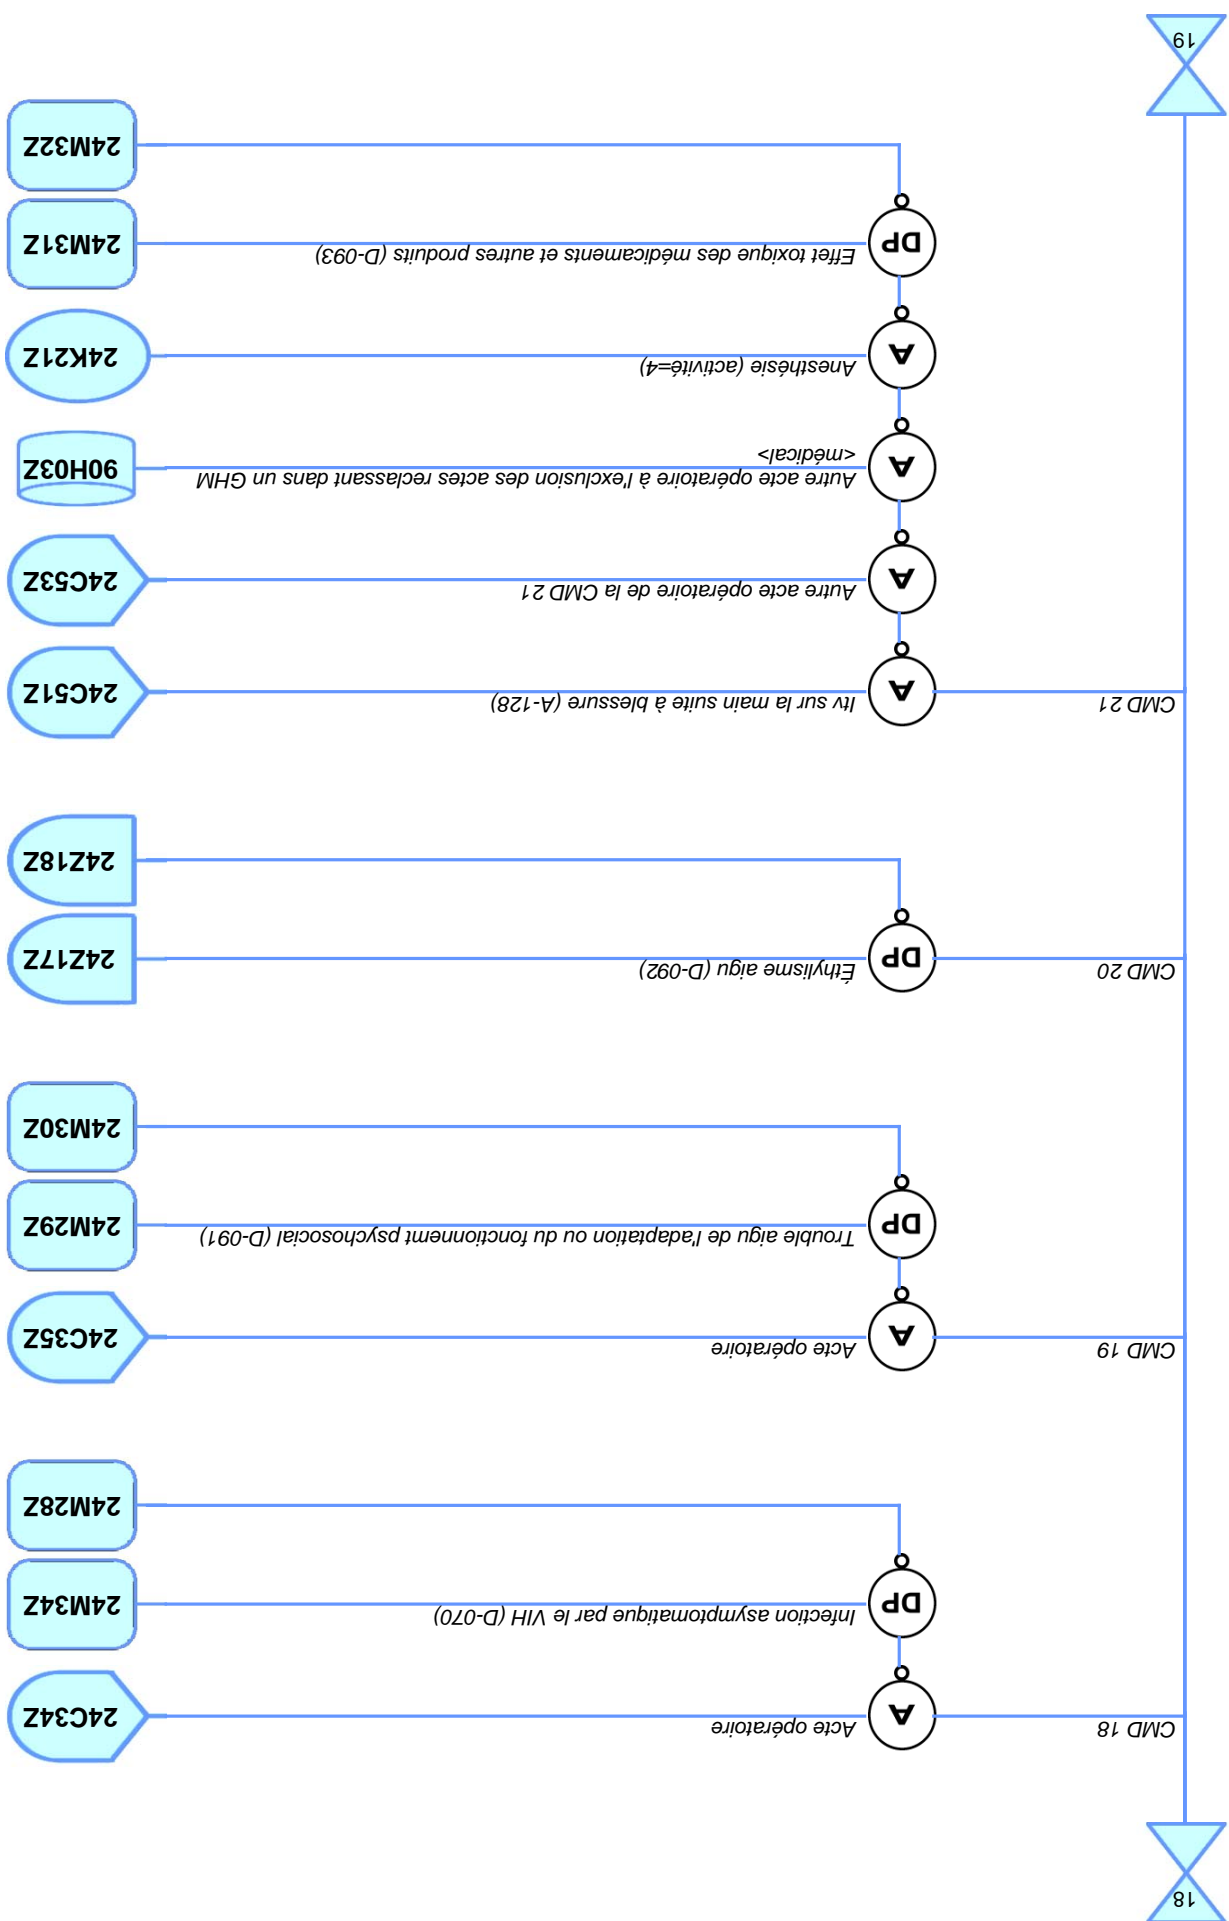 18
CMD 18
Acte opératoire
24C34Z
Infection asymptomatique par le VIH (D-070)
DP
24M34Z
24M28Z
A
CMD 19
A
Acte opératoire
24C35Z
DP
Trouble aigu de l'adaptation ou du fonctionnemt psychosocial (D-091)
24M29Z
24M30Z
CMD 20
DP
Éthylisme aigu (D-092)
24Z17Z
24Z18Z
CMD 21
A
Itv sur la main suite à blessure (A-128)
24C51Z
A
Autre acte opératoire de la CMD 21
24C53Z
A
Autre acte opératoire à l'exclusion des actes reclassant dans un GHM
<médical>
90H03Z
A
Anesthésie (activité=4)
24K21Z
DP
Effet toxique des médicaments et autres produits (D-093)
24M31Z
24M32Z
19